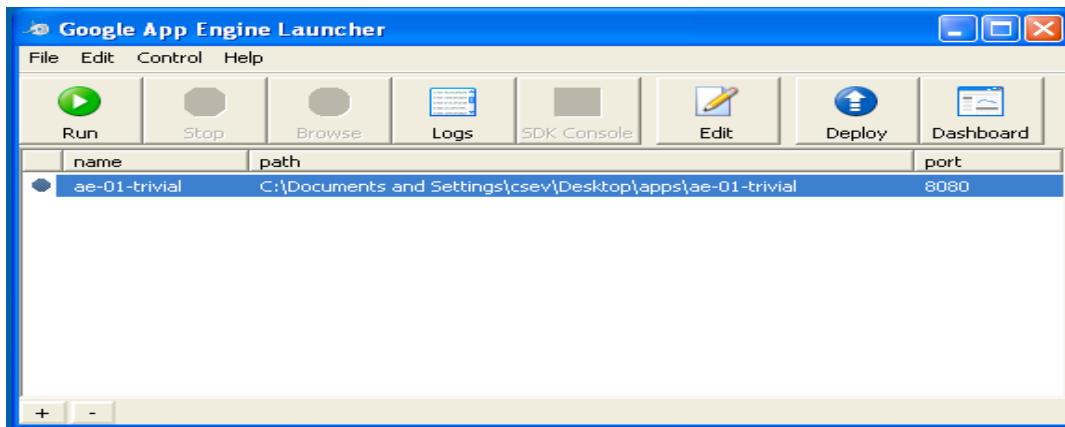 Google App Engine Launcher
File Edit Control Help
Run Stop Browse Logs SDK Console Edit Deploy Dashboard
name path port
ae-01-trivial C:\Documents and Settings\csev\Desktop\apps\ae-01-trivial 8080
+ -